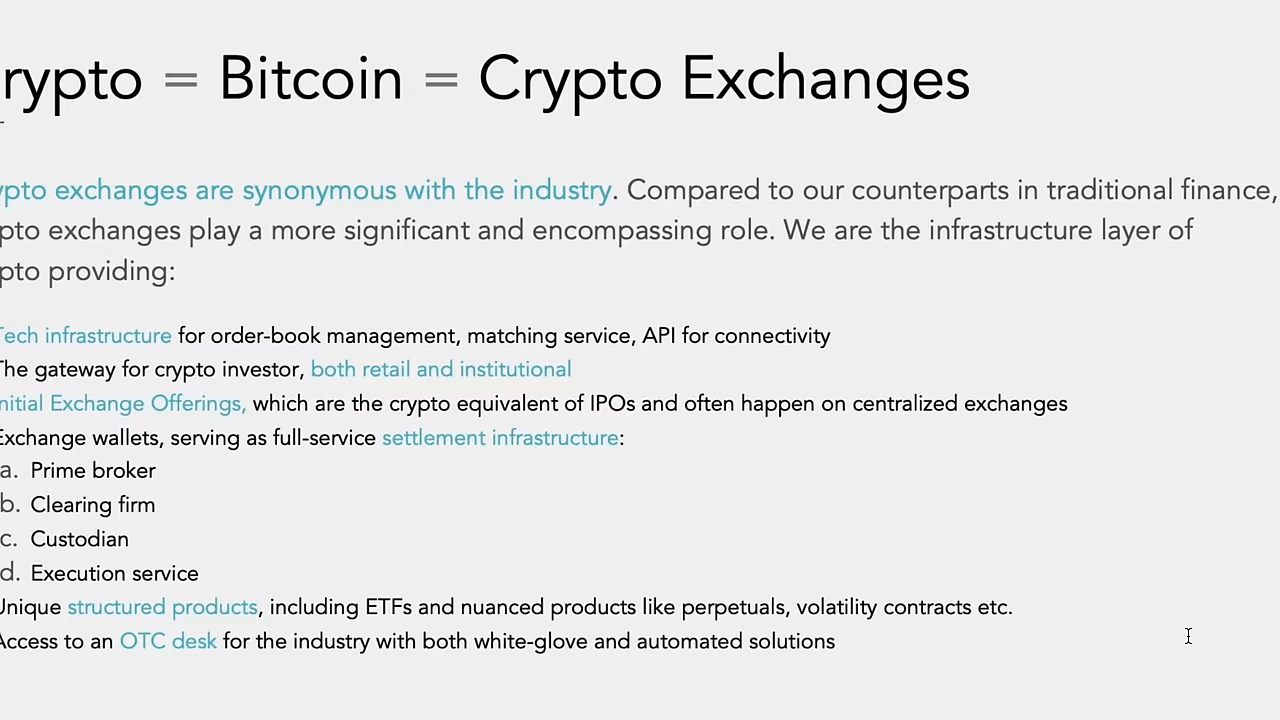 rypto = Bitcoin = Crypto Exchanges
ypto exchanges are synonymous with the industry. Compared to our counterparts in traditional finance,
pto exchanges play a more significant and encompassing role. We are the infrastructure layer of
pto providing:
Tech infrastructure for order-book management, matching service, API for connectivity
The gateway for crypto investor, both retail and institutional
nitial Exchange Offerings, which are the crypto equivalent of IPOs and often happen on centralized exchanges
Exchange wallets, serving as full-service settlement infrastructure:
a. Prime broker
b. Clearing firm
c. Custodian
d. Execution service
Unique structured products, including ETFs and nuanced products like perpetuals, volatility contracts etc.
Access to an OTC desk for the industry with both white-glove and automated solutions